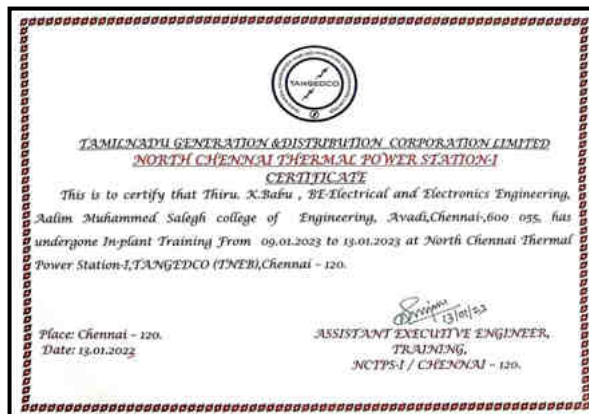 TANGEDCO
TAMILNADU GENERATION &DISTRIBUTION CORPORATION LIMITED
NORTH CHENNAI THERMAL POWER STATION-I
CERTIFICATE
This is to certify that Thiru. K.Babu , BE-Electrical and Electronics Engineering,
Aalim Muhammed Salegh college of Engineering, Avadi,Chennai-,600 055, has
undergone In-plant Training From 09.01.2023 to 13.01.2023 at North Chennai Thermal
Power Station-I,TANGEDCO (TNEB),Chennai – 120.
13/01/23
Place: Chennai – 120.
Date: 13.01.2023
ASSISTANT EXECUTIVE ENGINEER,
TRAINING,
NCTPS-I / CHENNAI – 120.